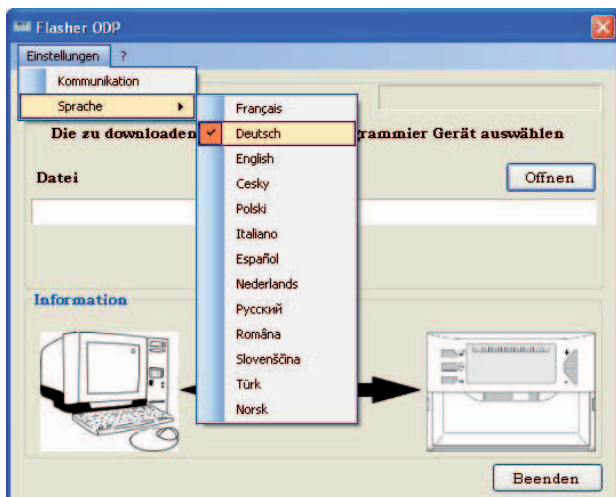 Flasher ODP
Einstellungen ?
Kommunikation
Sprache
Français
Deutsch
English
Cesky
Polski
Italiano
Español
Nederlands
Русский
Româna
Slovenščina
Türk
Norsk
Die zu downloaden grammier Gerät auswählen
Datei
Offnen
Information
Beenden